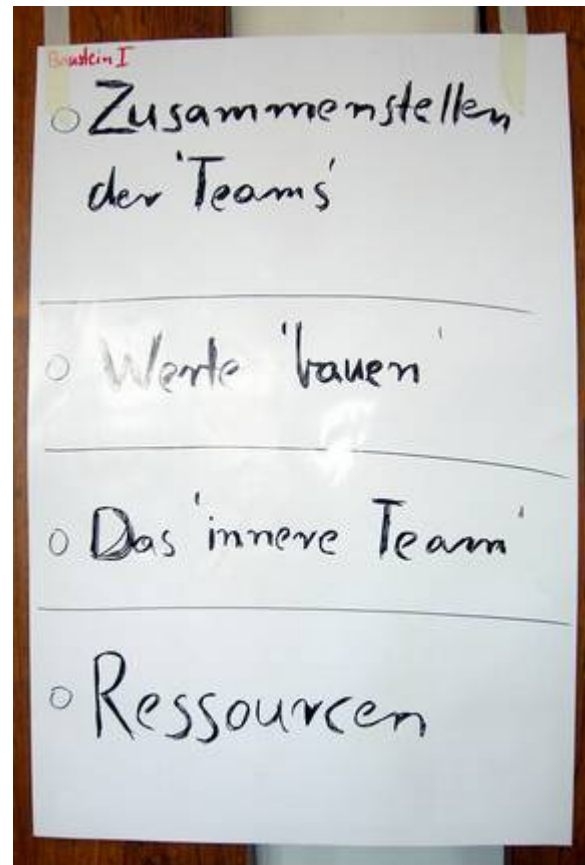 Baustein I
○ Zusammenstellen
der 'Teams'
○ Werte 'bauen'
○ Das 'innere Team'
○ Ressourcen